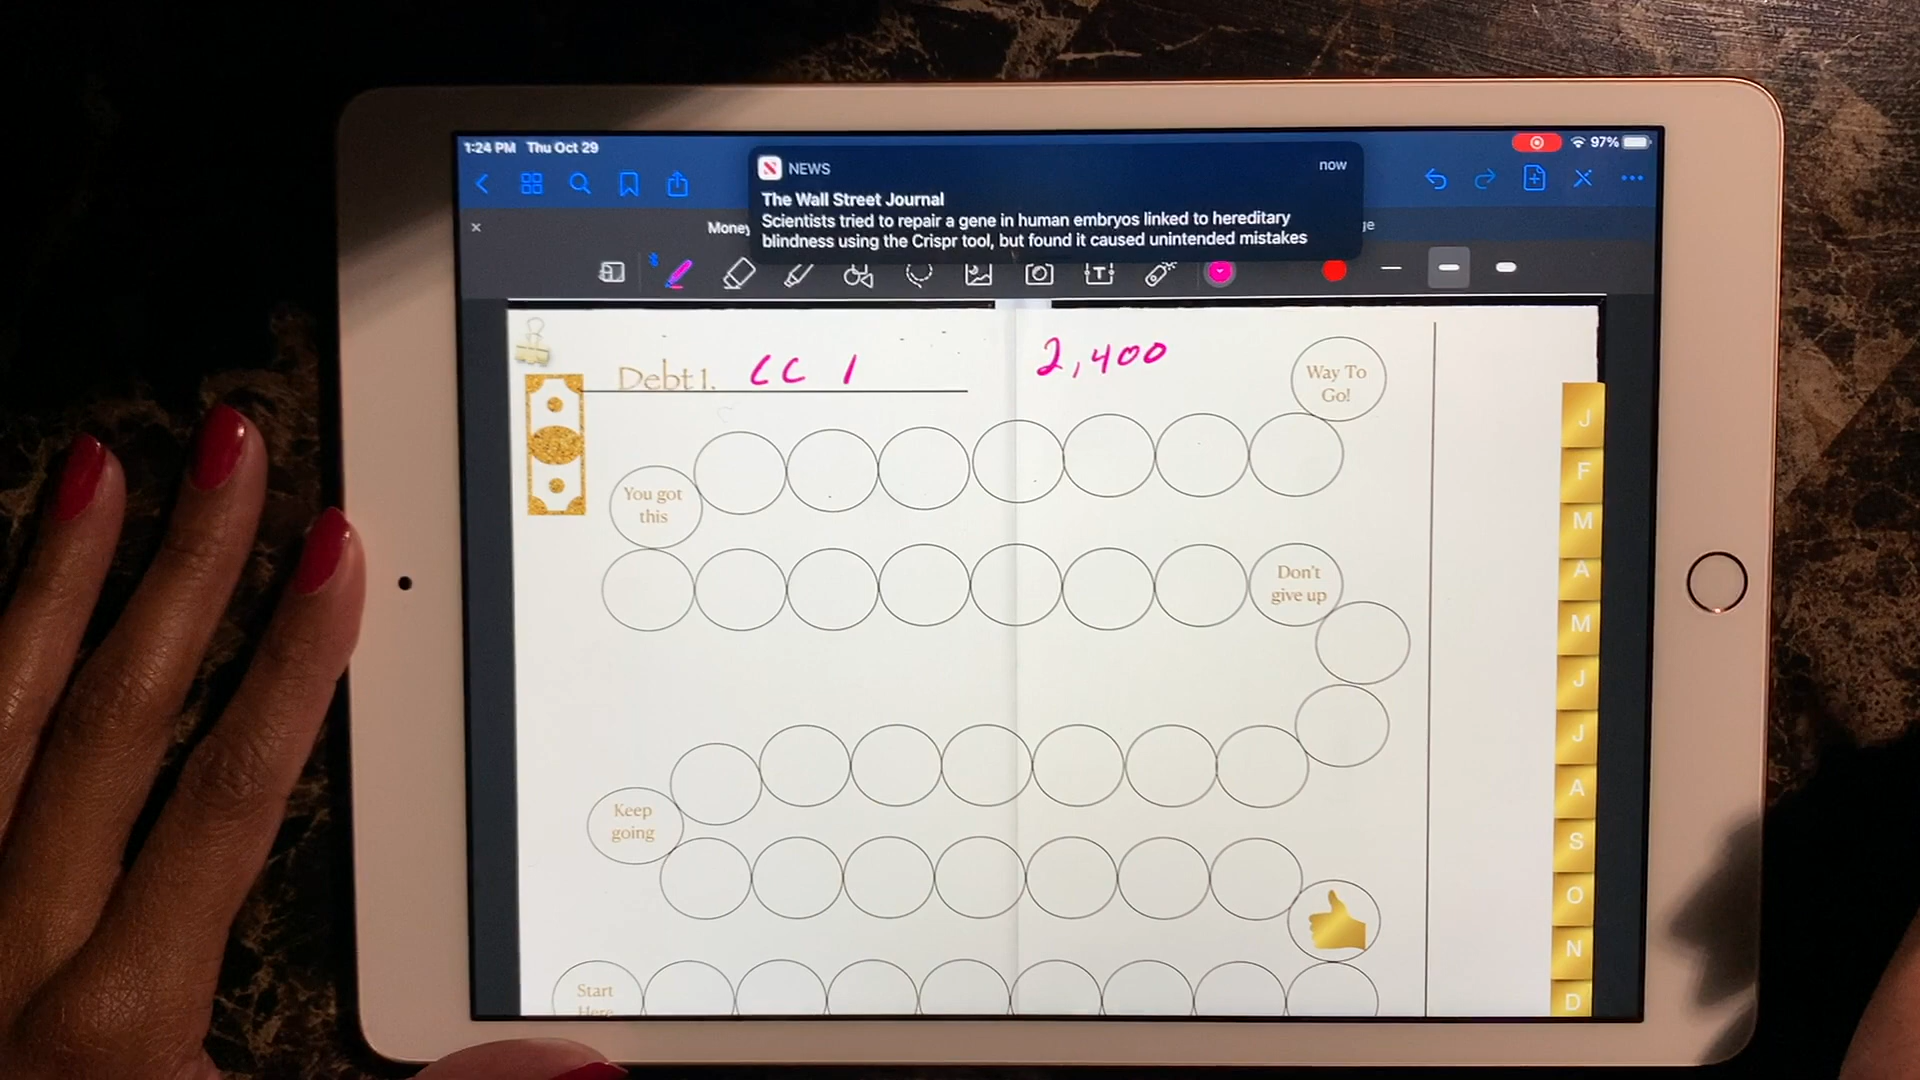 1:24 PM Thu Oct 29
97%
NEWS
now
The Wall Street Journal
Scientists tried to repair a gene in human embryos linked to hereditary
blindness using the Crispr tool, but found it caused unintended mistakes
Money
ge
Debt 1. CC 1
2,400
Way To
Go!
You got
this
Don't
give up
Keep
going
Start
Here
J
F
M
A
M
J
J
A
S
O
N
D